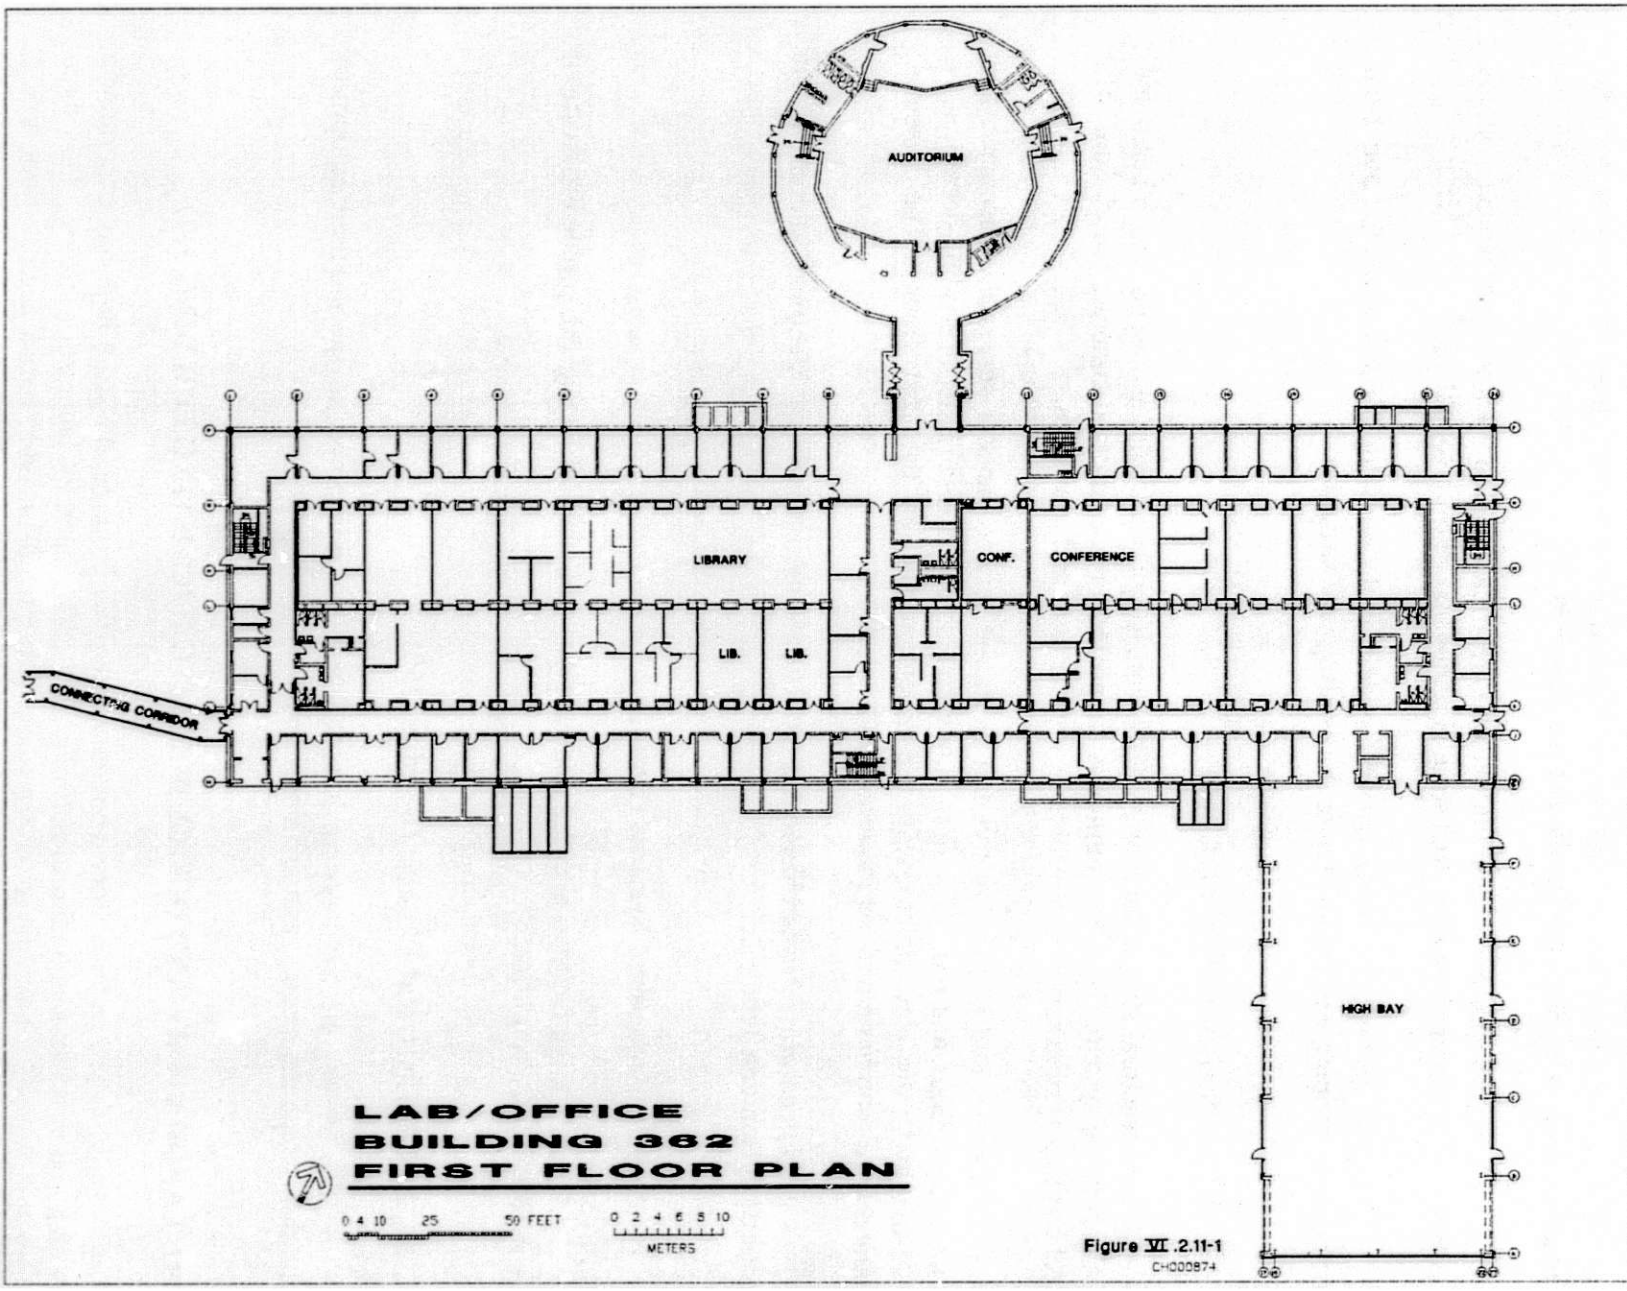 AUDITORIUM
LIBRARY
CONF.
CONFERENCE
LIB.
LIB.
CONNECTING CORRIDOR
HIGH BAY
LAB/OFFICE
BUILDING 362
FIRST FLOOR PLAN
0 4 10 25 50 FEET
0 2 4 6 8 10
METERS
Figure VI.2.11-1
CH000874